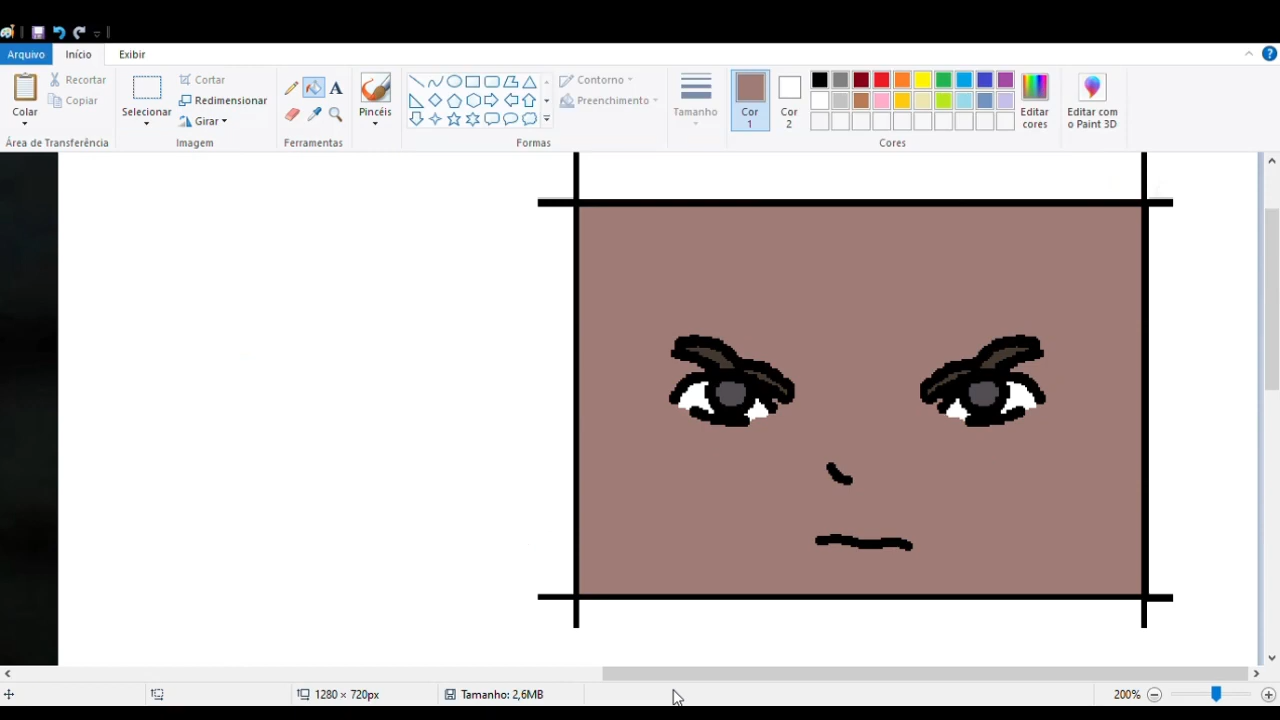 Arquivo Início Exibir
Colar
Recortar
Copiar
Área de Transferência
Selecionar
Cortar
Redimensionar
Girar
Imagem
A
Ferramentas
Pincéis
Contorno
Preenchimento
Formas
Tamanho
Cor
1
Cor
2
Editar
cores
Cores
Editar com
o Paint 3D
1280 × 720px
Tamanho: 2,6MB
200%